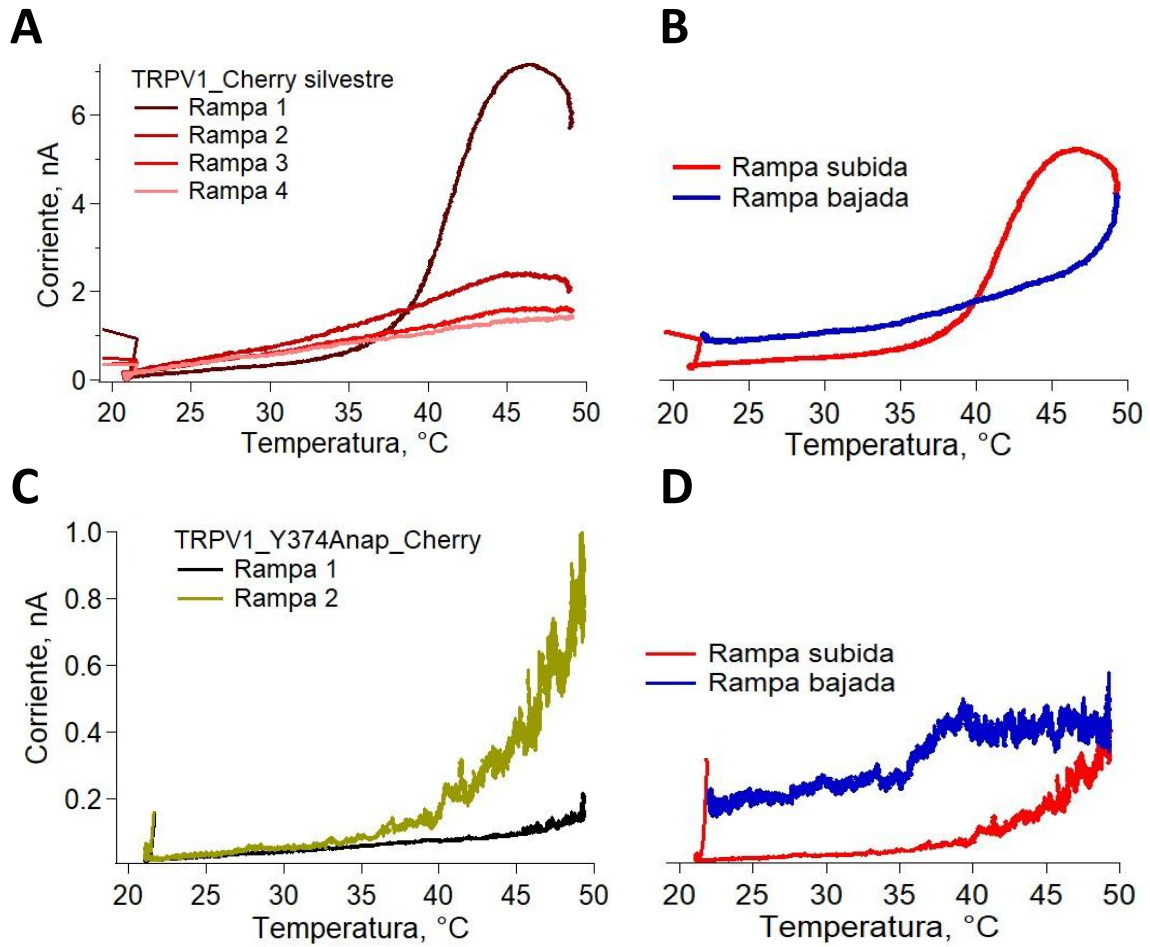 A
TRPV1_Cherry silvestre
Rampa 1
Rampa 2
Rampa 3
Rampa 4
Corriente, nA
6
4
2
0
20 25 30 35 40 45 50
Temperatura, °C
B
Rampa subida
Rampa bajada
20 25 30 35 40 45 50
Temperatura, °C
C
TRPV1_Y374Anap_Cherry
Rampa 1
Rampa 2
Corriente, nA
1.0
0.8
0.6
0.4
0.2
20 25 30 35 40 45 50
Temperatura, °C
D
Rampa subida
Rampa bajada
20 25 30 35 40 45 50
Temperatura, °C